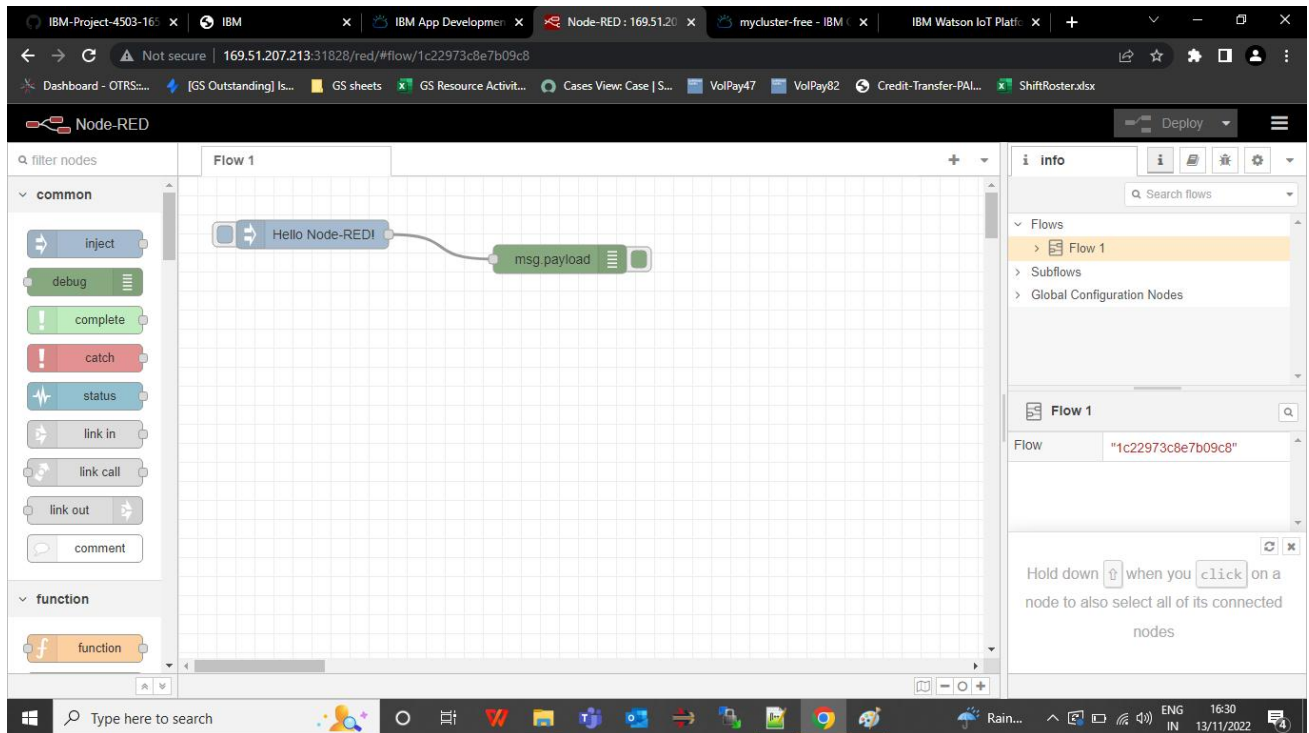 IBM-Project-4503-165
IBM
IBM App Developmen
Node-RED : 169.51.20
mycluster-free - IBM C
IBM Watson IoT Platfo
Not secure | 169.51.207.213:31828/red/#flow/1c22973c8e7b09c8
Dashboard - OTRS::... [GS Outstanding] Is... GS sheets GS Resource Activit... Cases View: Case | S... VolPay47 VolPay82 Credit-Transfer-PAI... ShiftRoster.xlsx
Node-RED
Deploy
filter nodes
Flow 1
i info
i
common
Search flows
inject
debug
complete
catch
status
link in
link call
link out
comment
function
function
Hello Node-RED!
msg.payload
Flows
Flow 1
Subflows
Global Configuration Nodes
Flow 1
Flow "1c22973c8e7b09c8"
Hold down ⇧ when you click on a
node to also select all of its connected
nodes
Type here to search
Rain...
ENG
IN
16:30
13/11/2022
4